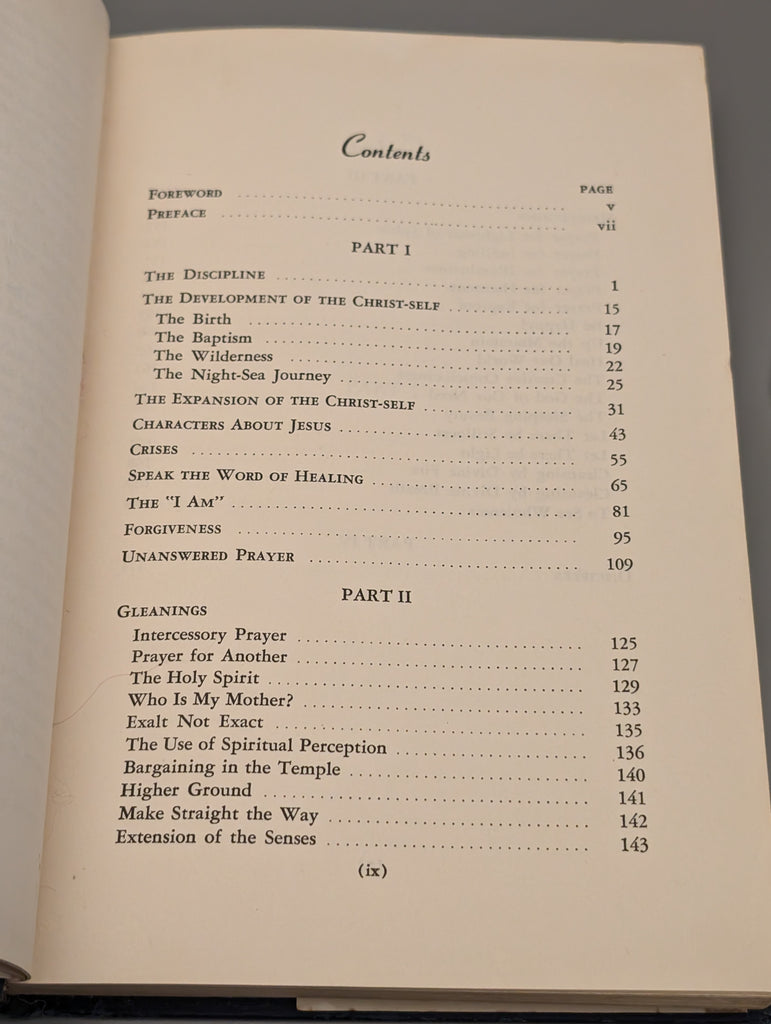 Contents
PAGE
FOREWORD .......... v
PREFACE .......... vii
PART I
THE DISCIPLINE .......... 1
THE DEVELOPMENT OF THE CHRIST-SELF .......... 15
The Birth .......... 17
The Baptism .......... 19
The Wilderness .......... 22
The Night-Sea Journey .......... 25
THE EXPANSION OF THE CHRIST-SELF .......... 31
CHARACTERS ABOUT JESUS .......... 43
CRISES .......... 55
SPEAK THE WORD OF HEALING .......... 65
THE "I AM" .......... 81
FORGIVENESS .......... 95
UNANSWERED PRAYER .......... 109
PART II
GLEANINGS
Intercessory Prayer .......... 125
Prayer for Another .......... 127
The Holy Spirit .......... 129
Who Is My Mother? .......... 133
Exalt Not Exact .......... 135
The Use of Spiritual Perception .......... 136
Bargaining in the Temple .......... 140
Higher Ground .......... 141
Make Straight the Way .......... 142
Extension of the Senses .......... 143
(ix)